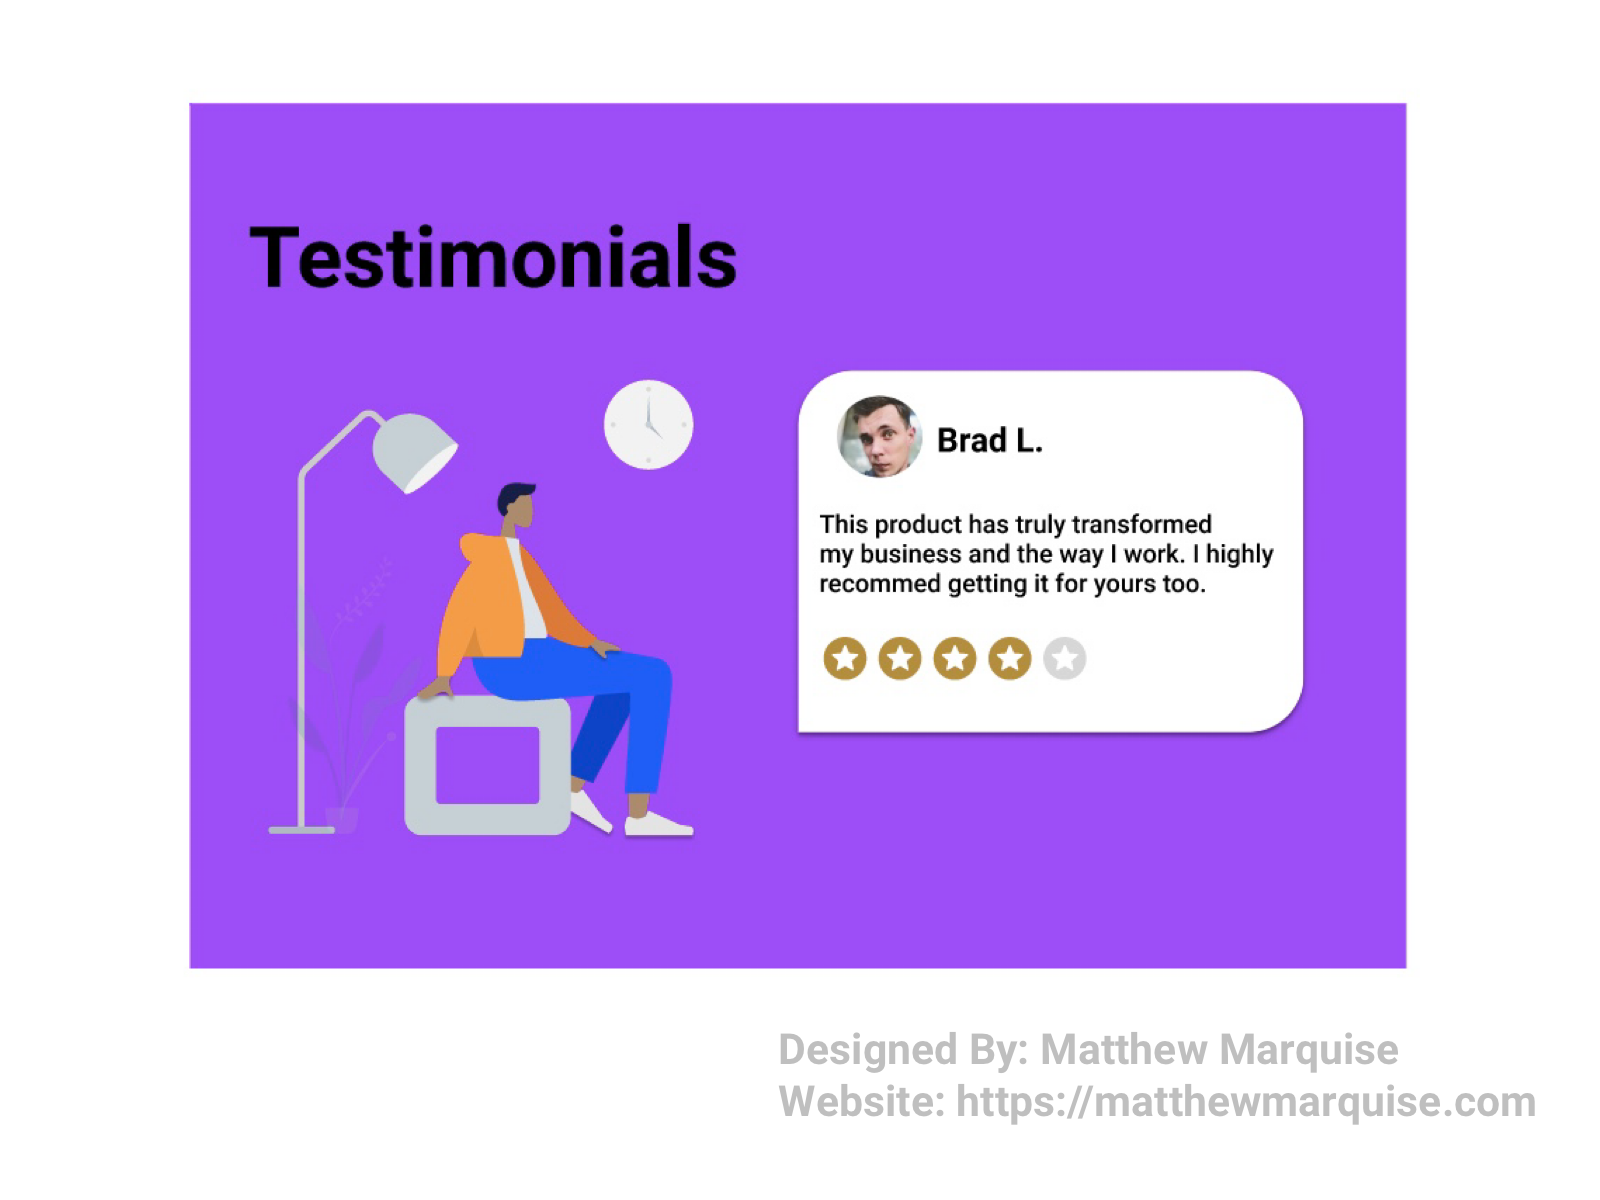 Testimonials
Brad L.
This product has truly transformed
my business and the way I work. I highly
recommed getting it for yours too.
Designed By: Matthew Marquise
Website: https://matthewmarquise.com